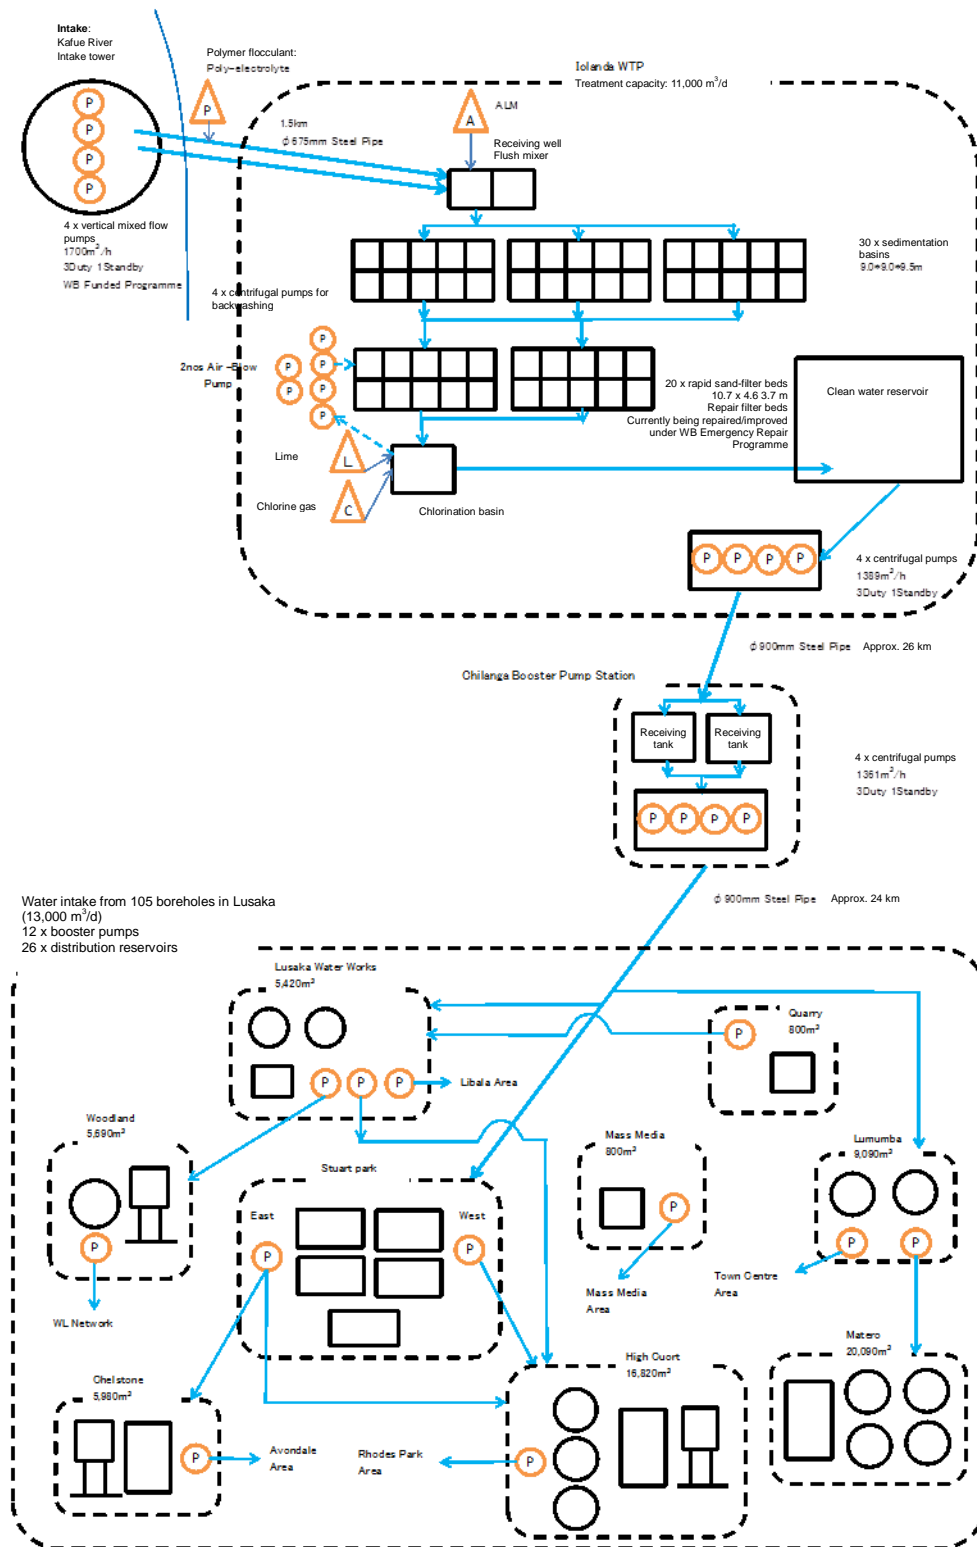 Intake:
Kafue River
Intake tower
P
P
P
P
4 x vertical mixed flow
pumps
1700m³/h
3Duty 1Standby
WB Funded Programme
Polymer flocculant:
Poly-electrolyte
P
1.5km
ϕ675mm Steel Pipe
Iolanda WTP
Treatment capacity: 11,000 m³/d
ALM
A
Receiving well
Flush mixer
30 x sedimentation
basins
9.0*9.0*9.5m
4 x centrifugal pumps for
backwashing
P
P
P
P
P
P
2nos Air-Blow
Pump
20 x rapid sand-filter beds
10.7 x 4.6 3.7 m
Repair filter beds
Currently being repaired/improved
under WB Emergency Repair
Programme
Clean water reservoir
Lime
L
Chlorine gas
C
Chlorination basin
P
P
P
P
4 x centrifugal pumps
1389m³/h
3Duty 1Standby
ϕ900mm Steel Pipe Approx. 26 km
Chilanga Booster Pump Station
Receiving
tank
Receiving
tank
4 x centrifugal pumps
1361m³/h
3Duty 1Standby
P
P
P
P
ϕ900mm Steel Pipe Approx. 24 km
Water intake from 105 boreholes in Lusaka
(13,000 m³/d)
12 x booster pumps
26 x distribution reservoirs
Lusaka Water Works
5,420m³
P
P
P
Libala Area
Quarry
800m³
P
Woodland
5,690m³
P
WL Network
Stuart park
East
West
P
P
Mass Media
800m³
P
Mass Media
Area
Lumumba
9,090m³
P
P
Town Centre
Area
Matero
20,090m³
High Cuort
16,820m³
P
Rhodes Park
Area
Chelstone
5,980m³
P
Avondale
Area